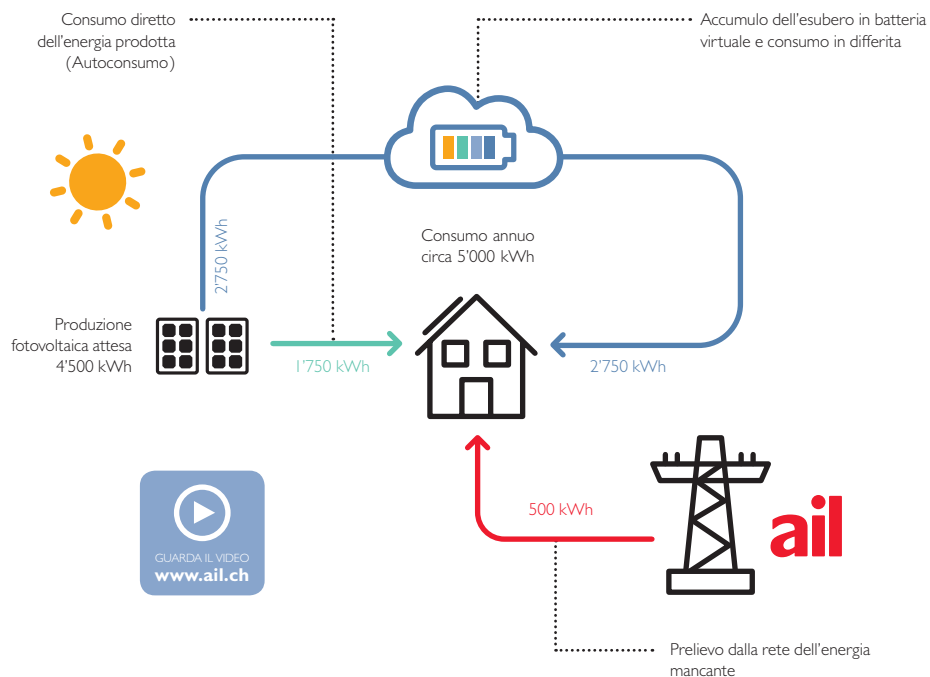 Consumo diretto
dell'energia prodotta
(Autoconsumo)
Accumulo dell'esubero in batteria
virtuale e consumo in differita
2'750 kWh
Consumo annuo
circa 5'000 kWh
Produzione
fotovoltaica attesa
4'500 kWh
1'750 kWh
2'750 kWh
GUARDA IL VIDEO
www.ail.ch
500 kWh
ail
Prelievo dalla rete dell'energia
mancante